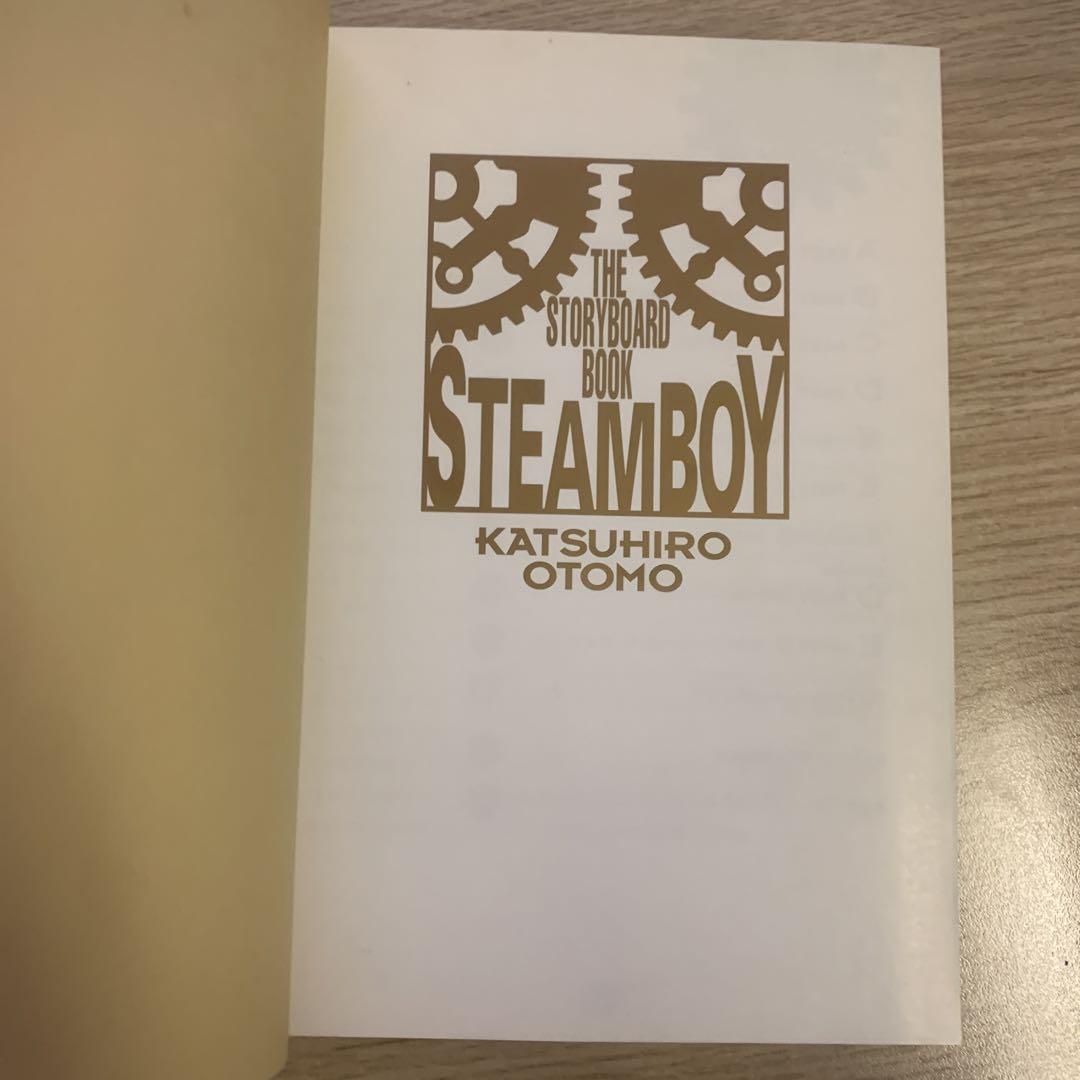 THE
STORYBOARD
BOOK
STEAMBOY
KATSUHIRO
OTOMO